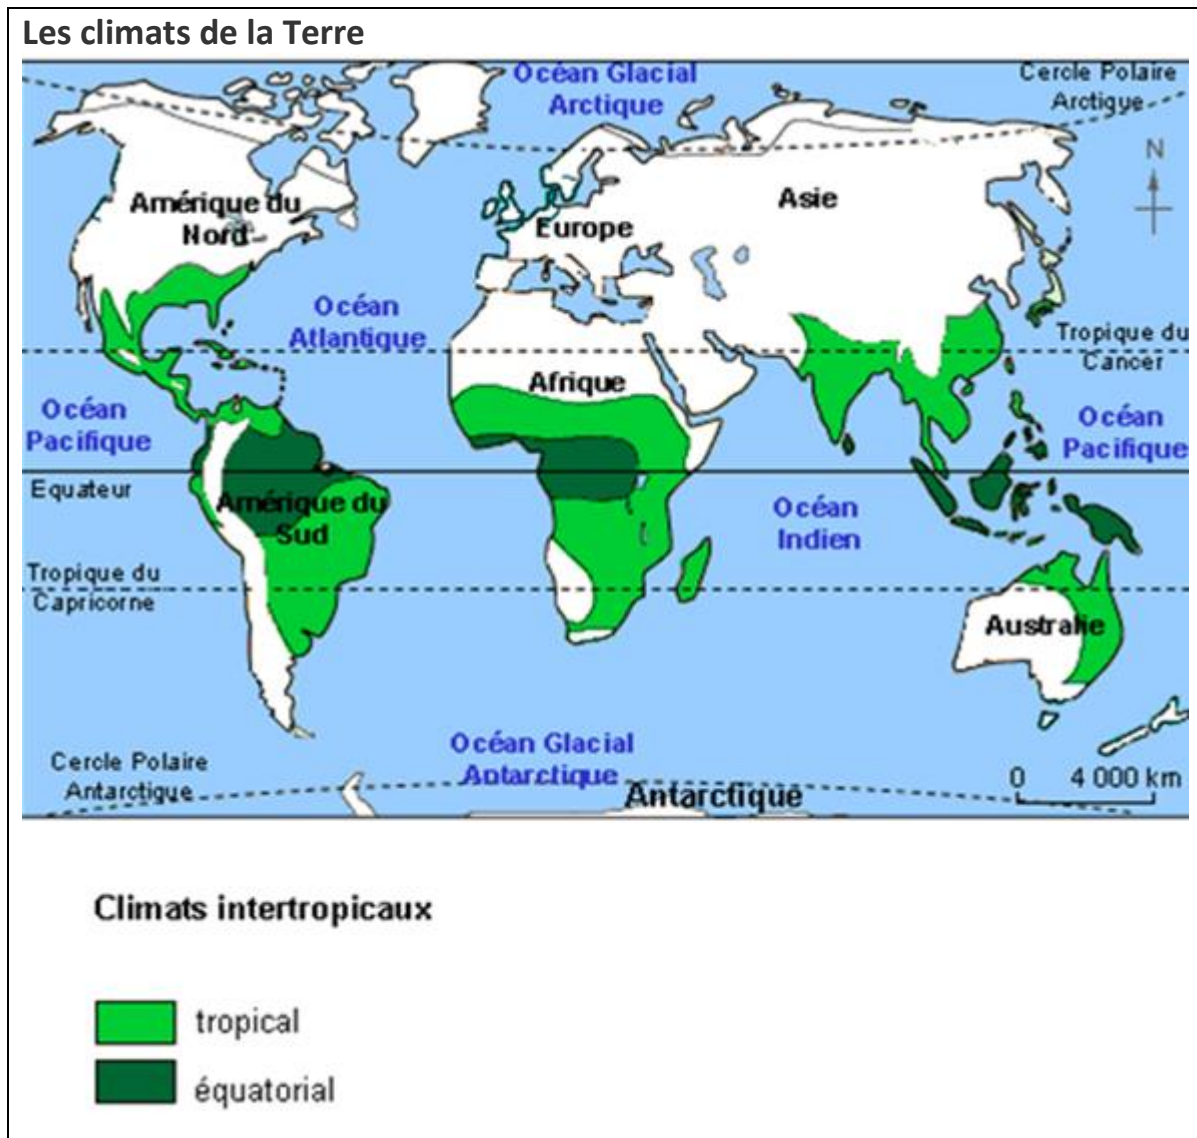 Les climats de la Terre
Océan Glacial
Arctique
Cercle Polaire
Arctique
N
Amérique du
Nord
Asie
Europe
Océan
Atlantique
Tropique du
Cancer
Afrique
Océan
Pacifique
Océan
Pacifique
Equateur
Amérique du
Sud
Océan
Indien
Tropique du
Capricorne
Australie
Océan Glacial
Antarctique
Cercle Polaire
Antarctique
Antarctique
0 4 000 km
Climats intertropicaux
tropical
équatorial